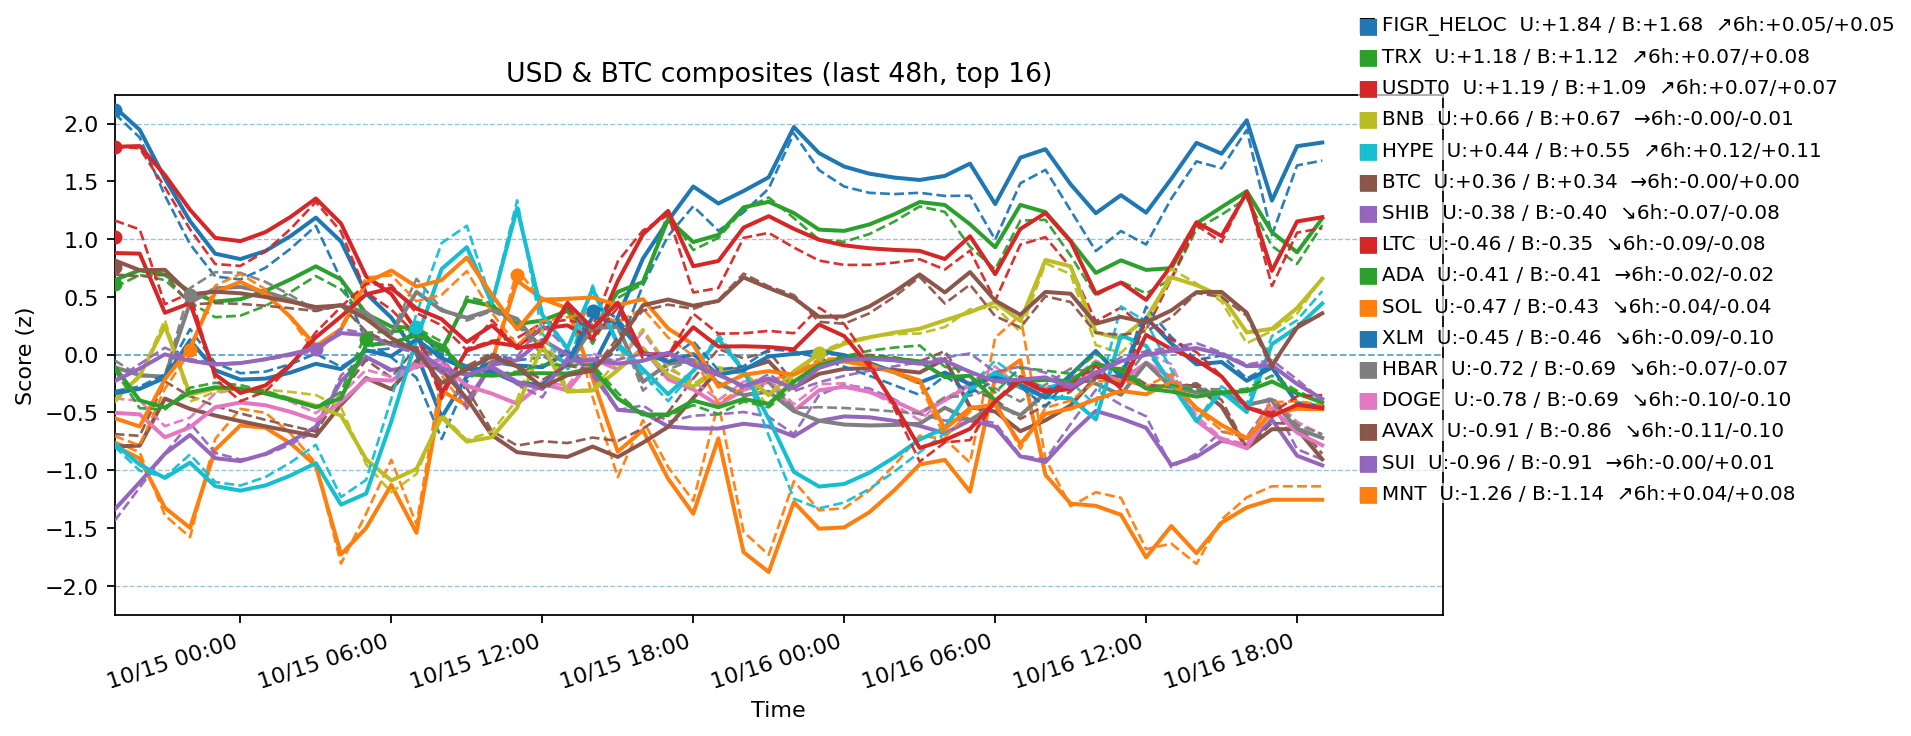 FIGR_HELOC U:+1.84 / B:+1.68 ↗6h:+0.05/+0.05
TRX U:+1.18 / B:+1.12 ↗6h:+0.07/+0.08
USD & BTC composites (last 48h, top 16)
USDT0 U:+1.19 / B:+1.09 ↗6h:+0.07/+0.07
BNB U:+0.66 / B:+0.67 →6h:-0.00/-0.01
HYPE U:+0.44 / B:+0.55 ↗6h:+0.12/+0.11
BTC U:+0.36 / B:+0.34 →6h:-0.00/+0.00
SHIB U:-0.38 / B:-0.40 ↘6h:-0.07/-0.08
LTC U:-0.46 / B:-0.35 ↘6h:-0.09/-0.08
ADA U:-0.41 / B:-0.41 →6h:-0.02/-0.02
SOL U:-0.47 / B:-0.43 ↘6h:-0.04/-0.04
XLM U:-0.45 / B:-0.46 ↘6h:-0.09/-0.10
HBAR U:-0.72 / B:-0.69 ↘6h:-0.07/-0.07
DOGE U:-0.78 / B:-0.69 ↘6h:-0.10/-0.10
AVAX U:-0.91 / B:-0.86 ↘6h:-0.11/-0.10
SUI U:-0.96 / B:-0.91 →6h:-0.00/+0.01
MNT U:-1.26 / B:-1.14 ↗6h:+0.04/+0.08
Score (z)
2.0
1.5
1.0
0.5
0.0
−0.5
−1.0
−1.5
−2.0
10/15 00:00
10/15 06:00
10/15 12:00
10/15 18:00
10/16 00:00
10/16 06:00
10/16 12:00
10/16 18:00
Time